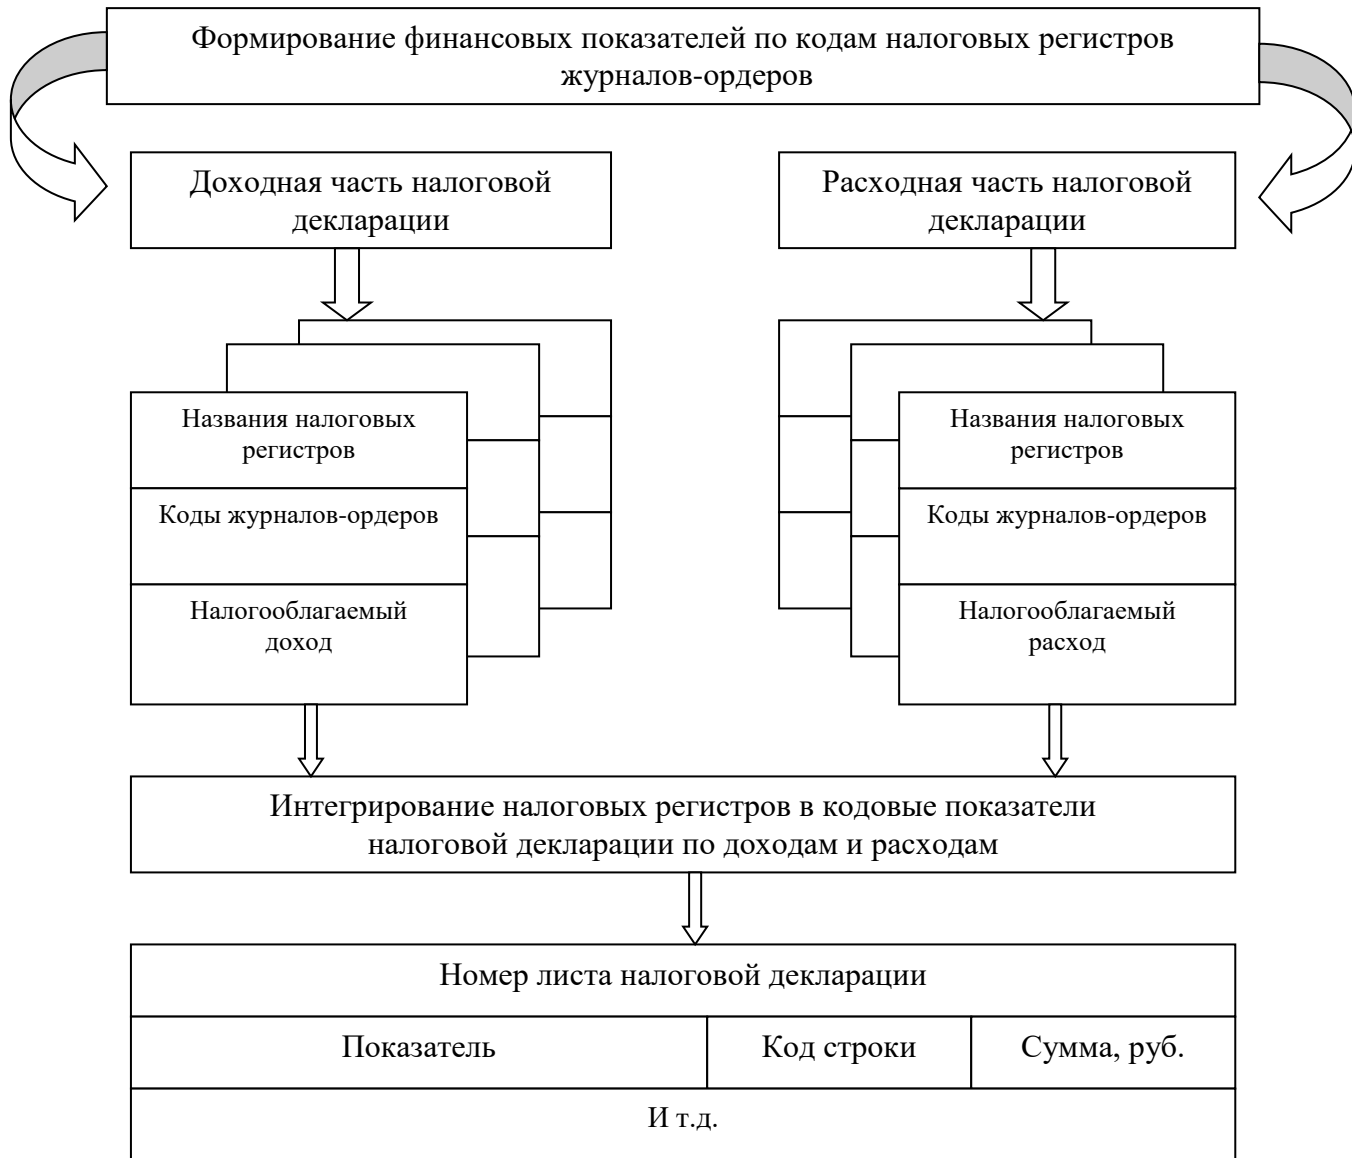 Формирование финансовых показателей по кодам налоговых регистров
журналов-ордеров
Доходная часть налоговой
декларации
Расходная часть налоговой
декларации
Названия налоговых
регистров
Коды журналов-ордеров
Налогооблагаемый
доход
Названия налоговых
регистров
Коды журналов-ордеров
Налогооблагаемый
расход
Интегрирование налоговых регистров в кодовые показатели
налоговой декларации по доходам и расходам
Номер листа налоговой декларации
Показатель
Код строки
Сумма, руб.
И т.д.